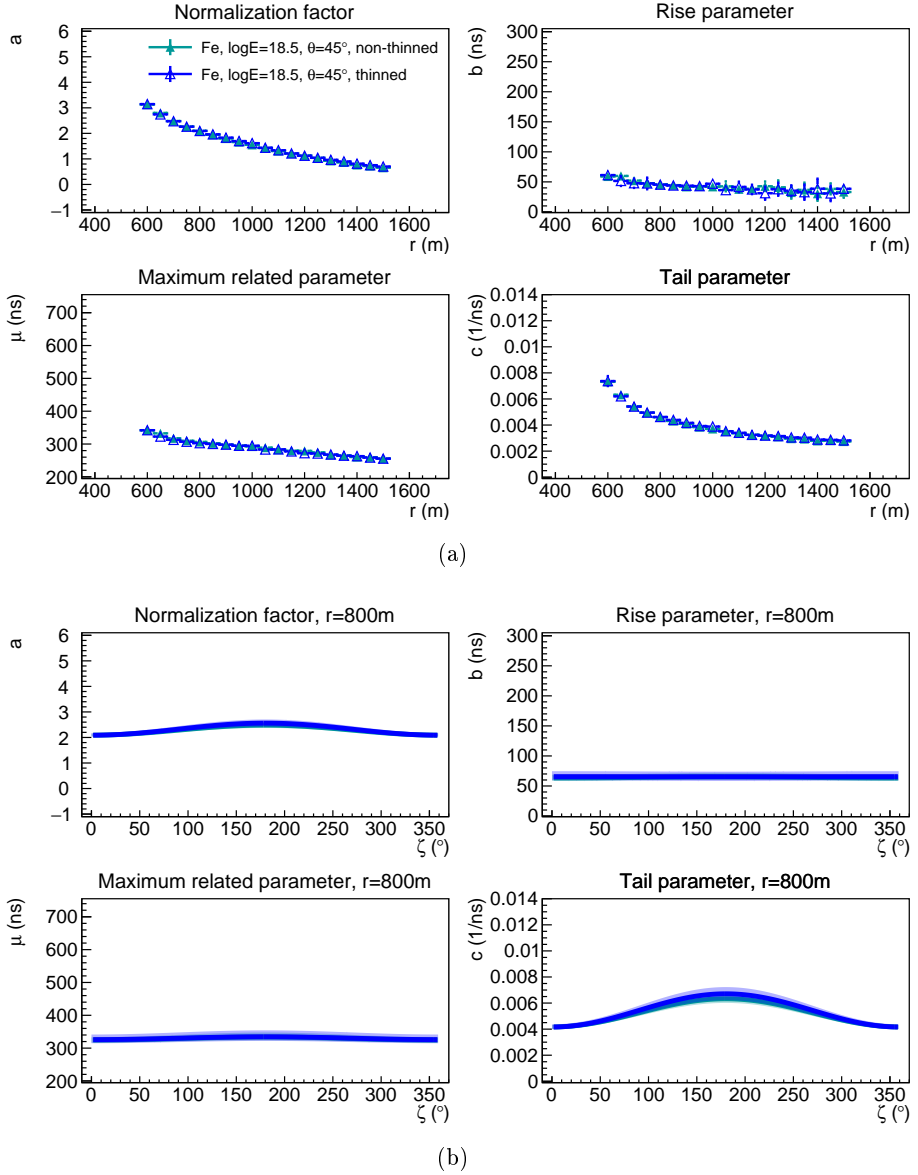 Normalization factor
a
6
5
4
3
2
1
0
−1
400 600 800 1000 1200 1400 1600
r (m)
Fe, logE=18.5, θ=45°, non-thinned
Fe, logE=18.5, θ=45°, thinned
Rise parameter
b (ns)
300
250
200
150
100
50
0
400 600 800 1000 1200 1400 1600
r (m)
Maximum related parameter
μ (ns)
700
600
500
400
300
200
400 600 800 1000 1200 1400 1600
r (m)
Tail parameter
c (1/ns)
0.014
0.012
0.01
0.008
0.006
0.004
0.002
0
400 600 800 1000 1200 1400 1600
r (m)
(a)
Normalization factor, r=800m
a
6
5
4
3
2
1
0
−1
0 50 100 150 200 250 300 350
ζ (°)
Rise parameter, r=800m
b (ns)
300
250
200
150
100
50
0
0 50 100 150 200 250 300 350
ζ (°)
Maximum related parameter, r=800m
μ (ns)
700
600
500
400
300
200
0 50 100 150 200 250 300 350
ζ (°)
Tail parameter, r=800m
c (1/ns)
0.014
0.012
0.01
0.008
0.006
0.004
0.002
0
0 50 100 150 200 250 300 350
ζ (°)
(b)